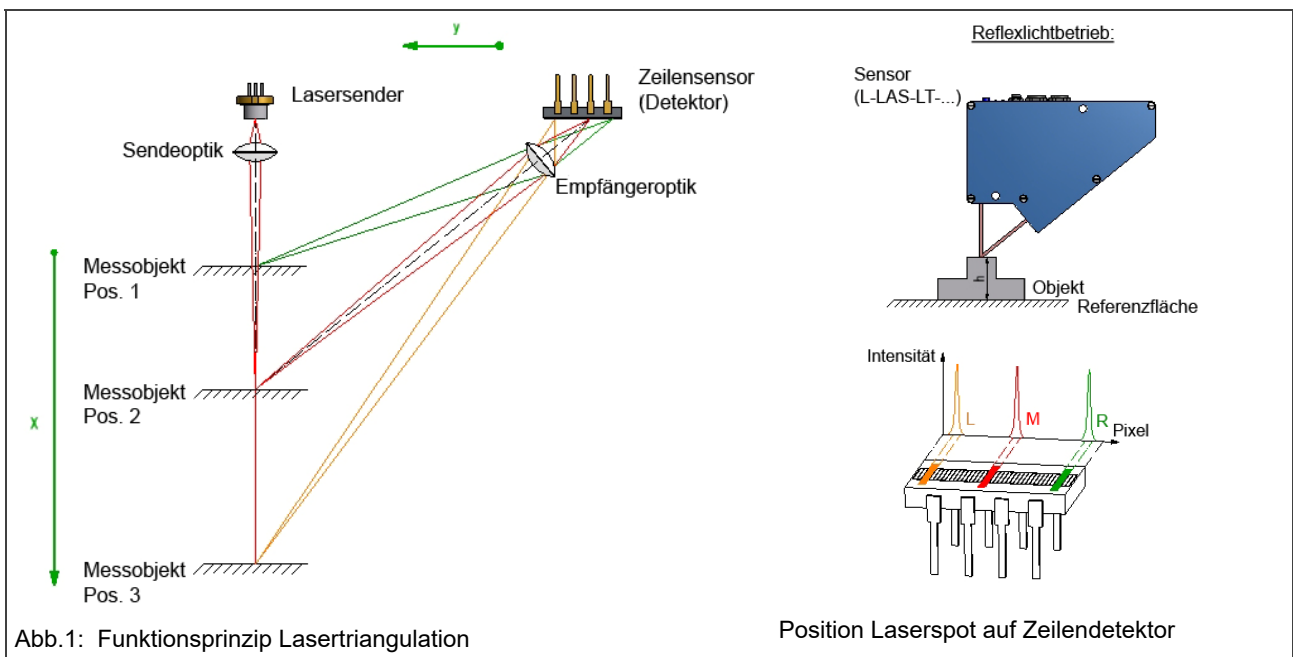 y
Lasersender
Zeilensensor
(Detektor)
Sendeoptik
Empfängeroptik
Messobjekt
Pos. 1
Messobjekt
Pos. 2
X
Messobjekt
Pos. 3
Abb.1: Funktionsprinzip Lasertriangulation
Reflexlichtbetrieb:
Sensor
(L-LAS-LT-...)
h
Objekt
Referenzfläche
Intensität
L
M
R
Pixel
Position Laserspot auf Zeilendetektor